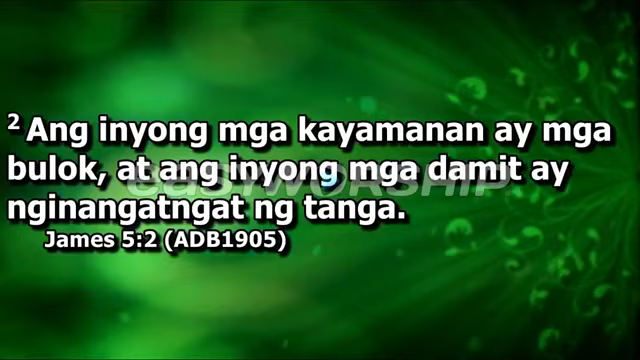 2 Ang inyong mga kayamanan ay mga
bulok, at ang inyong mga damit ay
nginangatngat ng tanga.
James 5:2 (ADB1905)
EASYWORSHIP